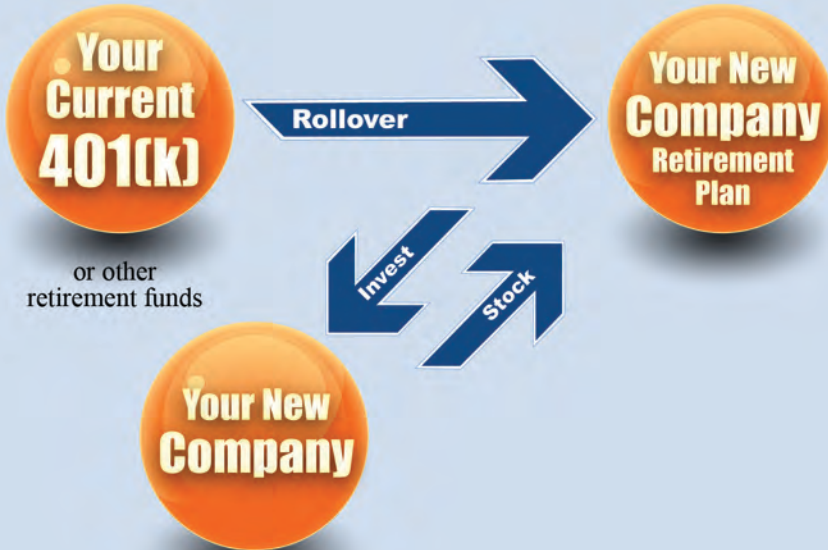 Your
Current
401(k)
or other
retirement funds
Rollover
Your New
Company
Retirement
Plan
Invest
Stock
Your New
Company